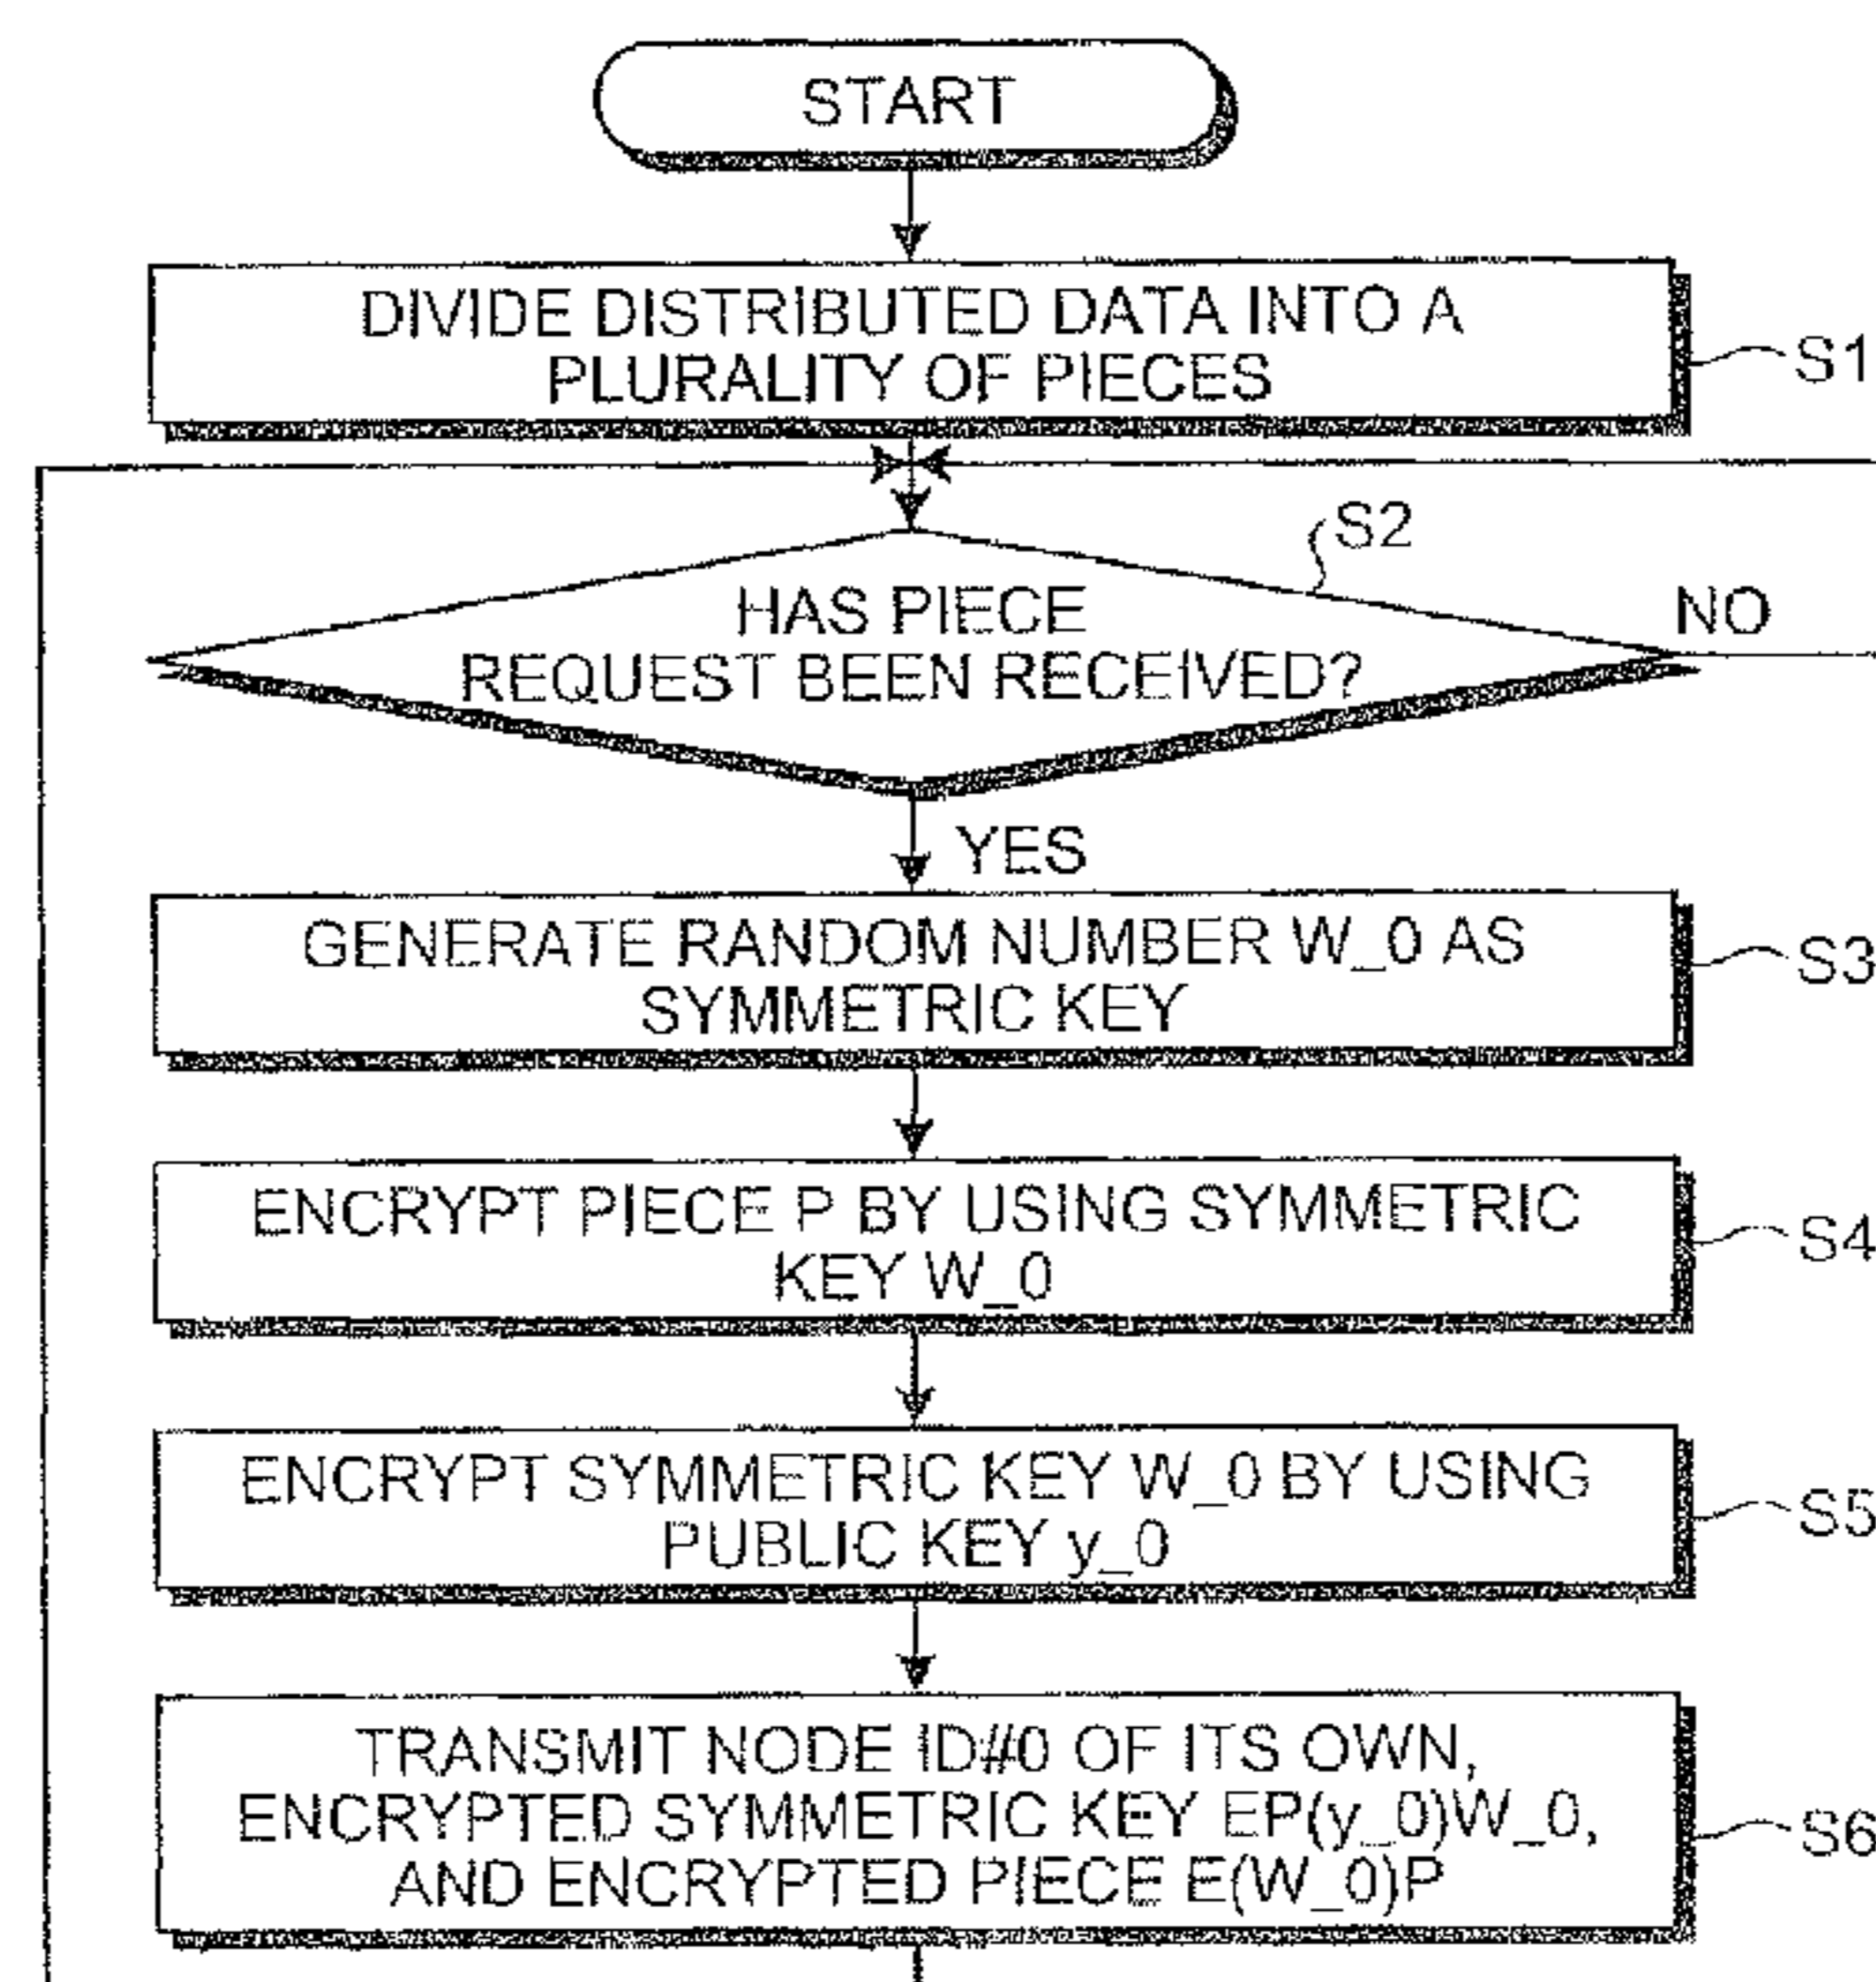 START
DIVIDE DISTRIBUTED DATA INTO A
PLURALITY OF PIECES
S1
S2
HAS PIECE
REQUEST BEEN RECEIVED?
NO
YES
GENERATE RANDOM NUMBER W_0 AS
SYMMETRIC KEY
S3
ENCRYPT PIECE P BY USING SYMMETRIC
KEY W_0
S4
ENCRYPT SYMMETRIC KEY W_0 BY USING
PUBLIC KEY y_0
S5
TRANSMIT NODE ID#0 OF ITS OWN,
ENCRYPTED SYMMETRIC KEY EP(y_0)W_0,
AND ENCRYPTED PIECE E(W_0)P
S6